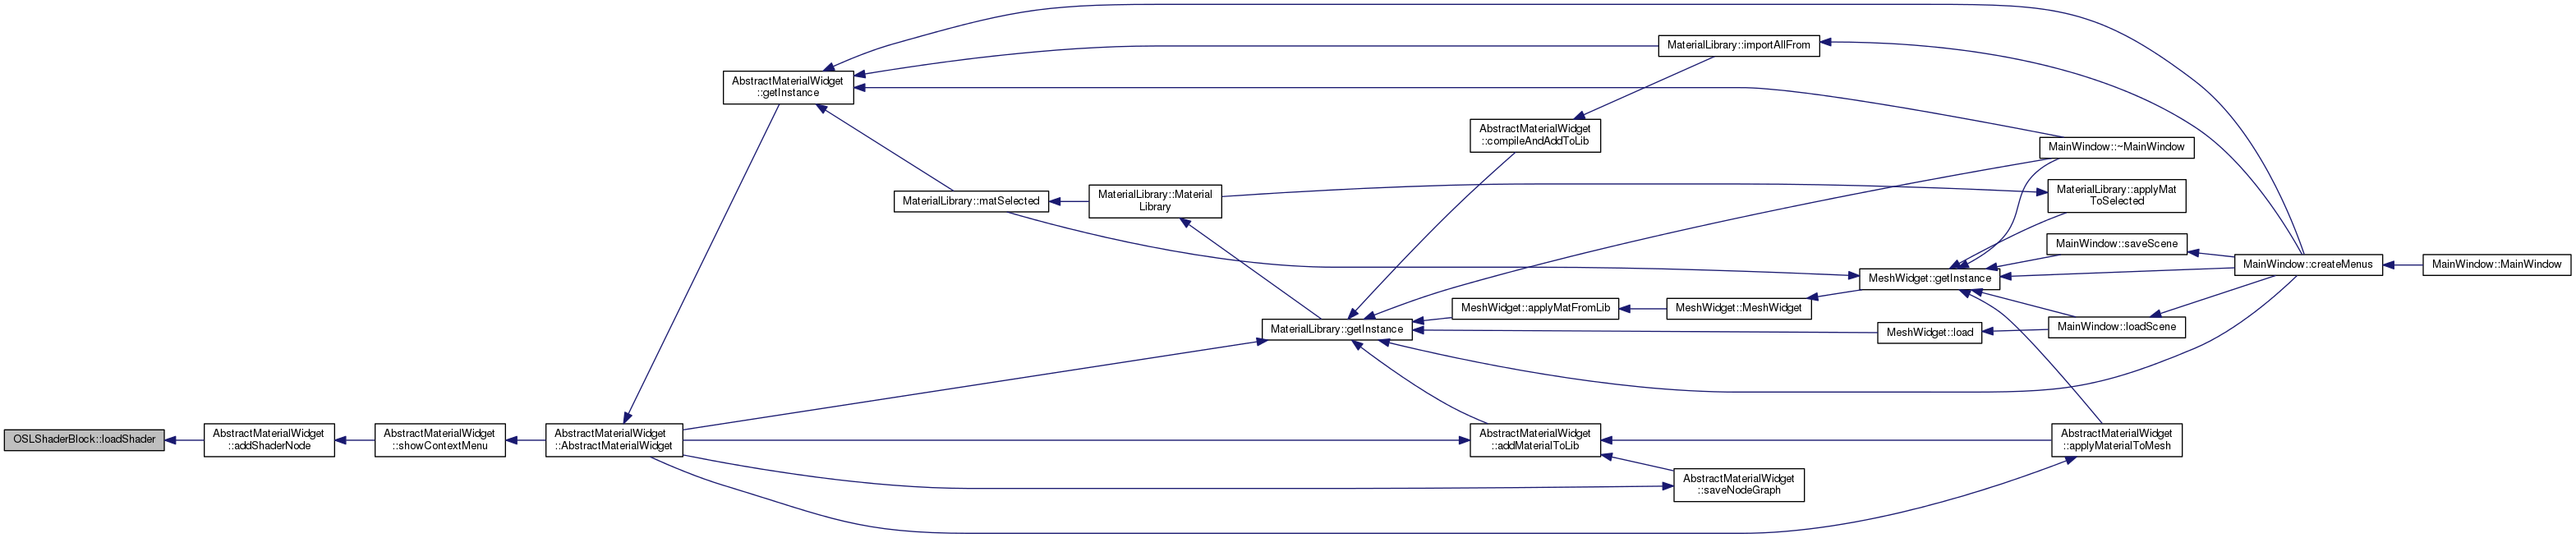 MaterialLibrary::importAllFrom
AbstractMaterialWidget
::getInstance
AbstractMaterialWidget
::compileAndAddToLib
MainWindow::~MainWindow
MaterialLibrary::matSelected
MaterialLibrary::Material
Library
MaterialLibrary::applyMat
ToSelected
MainWindow::saveScene
MeshWidget::getInstance
MainWindow::createMenus
MainWindow::MainWindow
MeshWidget::applyMatFromLib
MeshWidget::MeshWidget
MaterialLibrary::getInstance
MeshWidget::load
MainWindow::loadScene
OSLShaderBlock::loadShader
AbstractMaterialWidget
::addShaderNode
AbstractMaterialWidget
::showContextMenu
AbstractMaterialWidget
::AbstractMaterialWidget
AbstractMaterialWidget
::addMaterialToLib
AbstractMaterialWidget
::applyMaterialToMesh
AbstractMaterialWidget
::saveNodeGraph